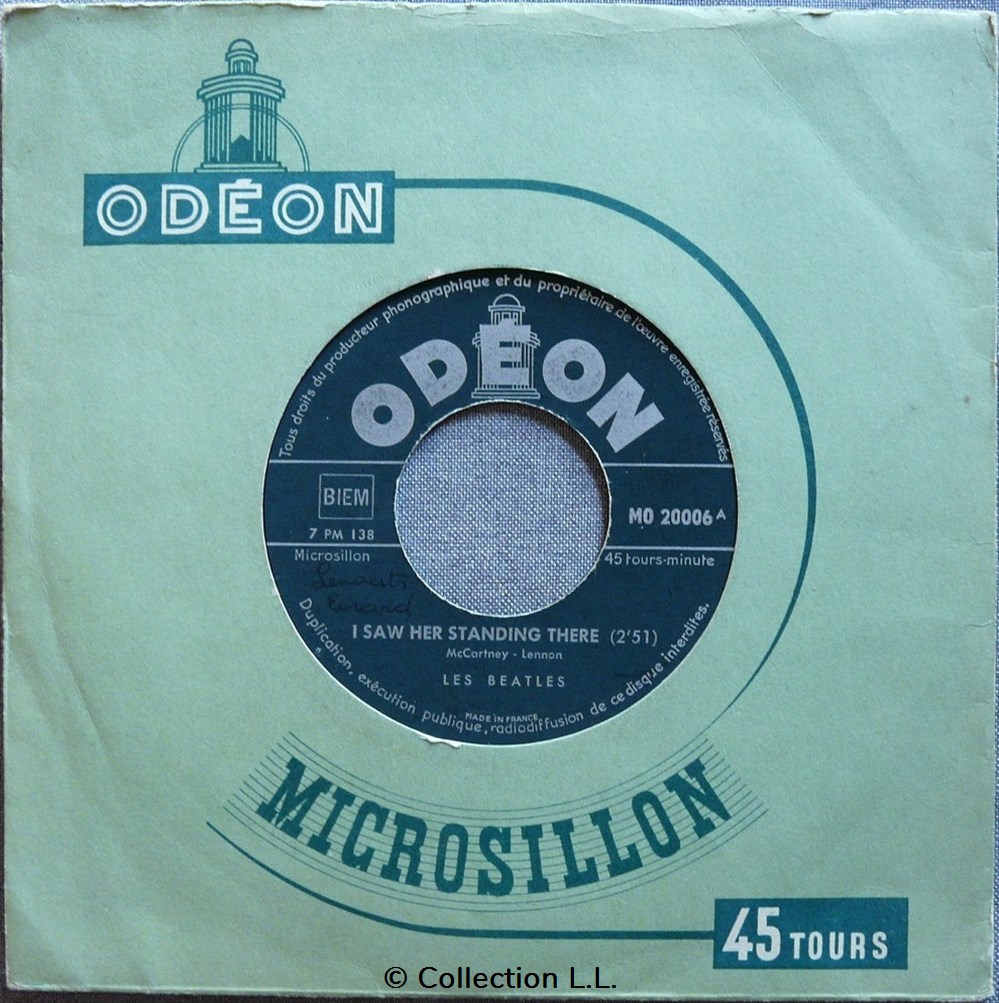 ODÉON
Tous droits du producteur phonographique et du propriétaire de l'œuvre enregistrée réservés
ODÉON
BIEM
7 PM 138
MO 20006 A
Microsillon
45 tours-minute
I SAW HER STANDING THERE (2'51)
McCartney - Lennon
LES BEATLES
MADE IN FRANCE
Duplication, exécution publique, radiodiffusion de ce disque interdites.
MICROSILLON
45 TOURS
© Collection L.L.